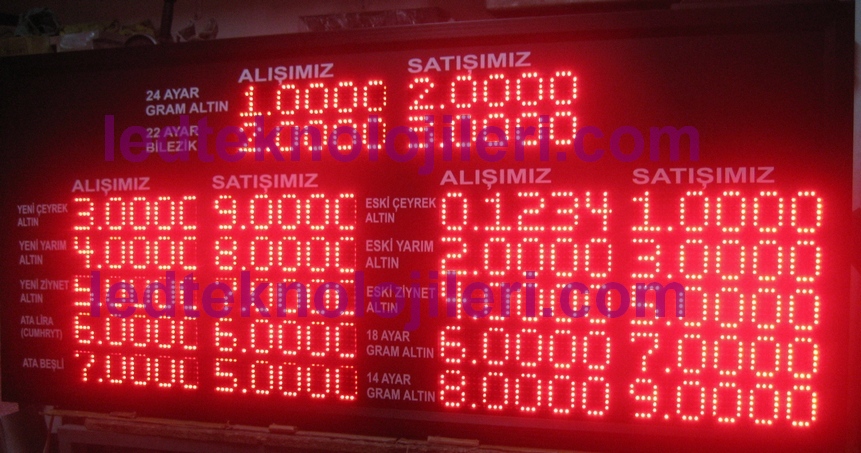 ALIŞIMIZ SATIŞIMIZ
24 AYAR GRAM ALTIN 1.0000 2.0000
22 AYAR BİLEZİK
ledteknolojileri.com
ALIŞIMIZ SATIŞIMIZ ALIŞIMIZ SATIŞIMIZ
YENİ ÇEYREK ALTIN 3.0000 9.0000 ESKİ ÇEYREK ALTIN 0.1234 1.0000
YENİ YARIM ALTIN 4.0000 8.0000 ESKİ YARIM ALTIN 2.0000 3.0000
YENİ ZİYNET ALTIN ESKİ ZİYNET ALTIN
ledteknolojileri.com
ATA LİRA (CUMHRYT) 6.0000 6.0000 18 AYAR GRAM ALTIN 6.0000 7.0000
ATA BEŞLİ 7.0000 5.0000 14 AYAR GRAM ALTIN 8.0000 9.0000